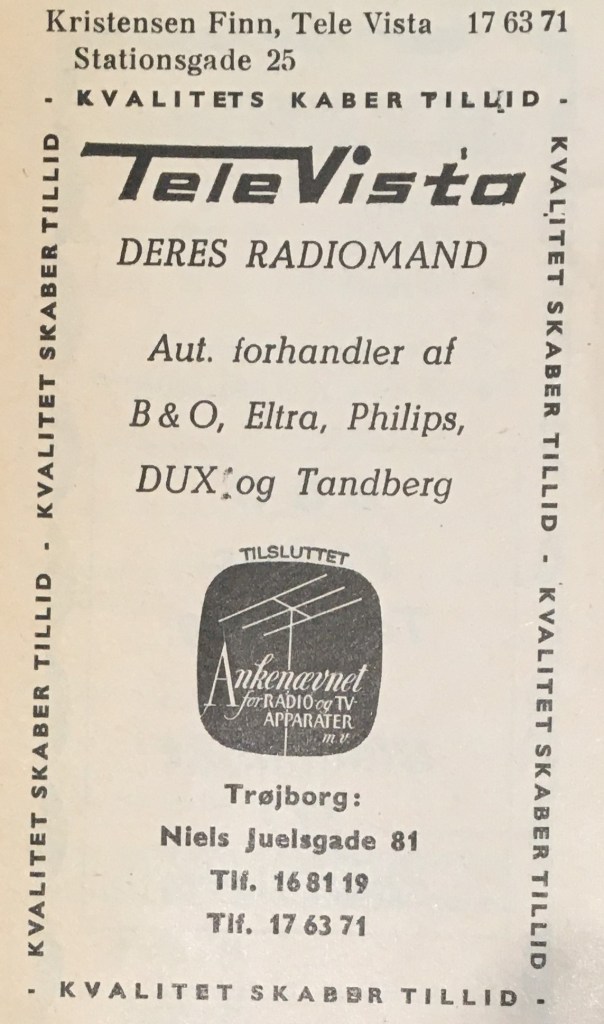 Kristensen Finn, Tele Vista 17 63 71
Stationsgade 25
- KVALITETS KABER TILLID -
TeleVista
DERES RADIOMAND
Aut. forhandler af
B & O, Eltra, Philips,
DUX og Tandberg
TILSLUTTET
Ankenævnet
for RADIO og TV-
APPARATER
m.v.
Trøjborg:
Niels Juelsgade 81
Tlf. 16 81 19
Tlf. 17 63 71
KVALITET SKABER TILLID - KVALITET SKABER TILLID
KVALITET SKABER TILLID - KVALITET SKABER TILLID
- KVALITET SKABER TILLID -